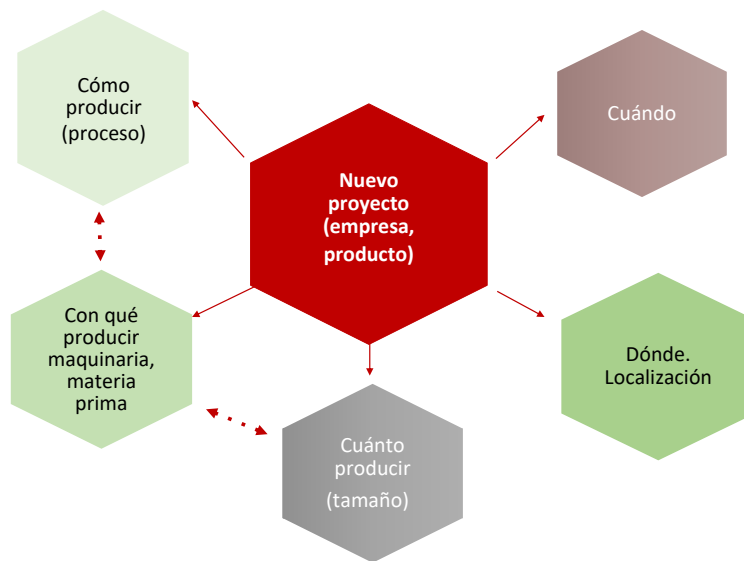 Cómo
producir
(proceso)
Cuándo
Nuevo
proyecto
(empresa,
producto)
Con qué
producir
maquinaria,
materia
prima
Dónde.
Localización
Cuánto
producir
(tamaño)